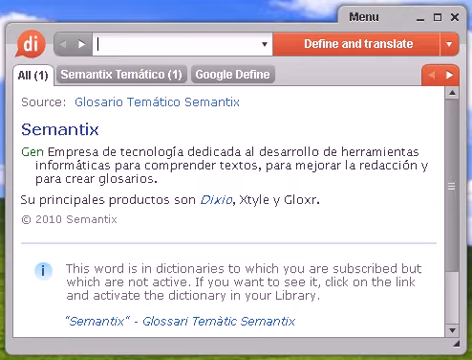 Menu
di
Define and translate
All (1)
Semantix Temático (1)
Google Define
Source: Glosario Temático Semantix
Semantix
Gen Empresa de tecnología dedicada al desarrollo de herramientas
informáticas para comprender textos, para mejorar la redacción y
para crear glosarios.
Su principales productos son Dixio, Xtyle y Gloxr.
© 2010 Semantix
i
This word is in dictionaries to which you are subscribed but
which are not active. If you want to see it, click on the link
and activate the dictionary in your Library.
"Semantix" - Glossari Temàtic Semantix